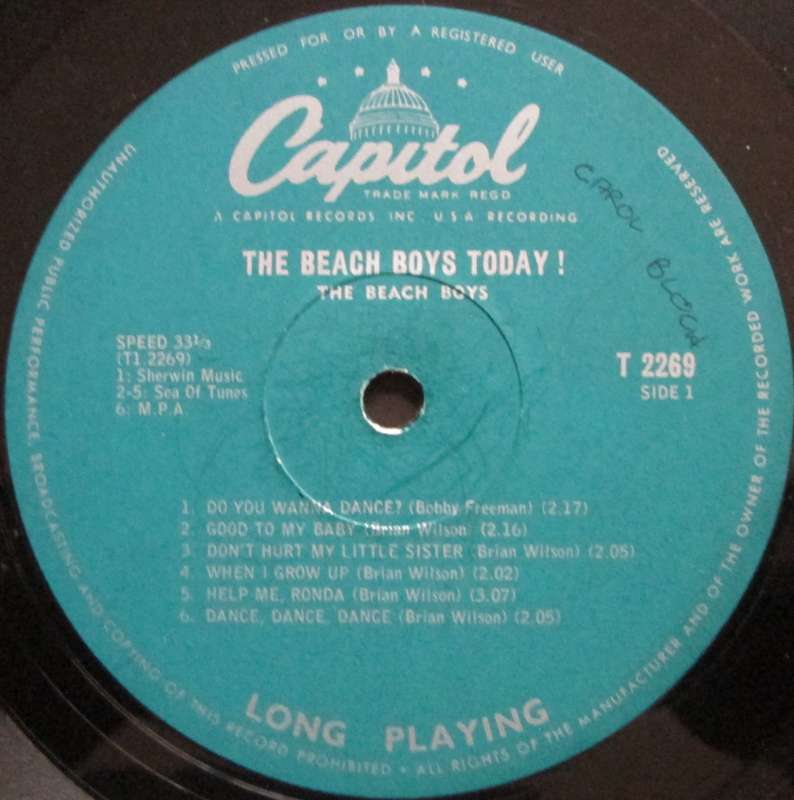 PRESSED FOR OR BY A REGISTERED USER
Capitol
TRADE MARK REGD
A CAPITOL RECORDS INC. U.S.A. RECORDING
THE BEACH BOYS TODAY!
THE BEACH BOYS
SPEED 33⅓
(T1 2269)
1: Sherwin Music
2-5: Sea Of Tunes
6: M.P.A.
T 2269
SIDE 1
CAROL
1. DO YOU WANNA DANCE? (Bobby Freeman) (2.17)
2. GOOD TO MY BABY (Brian Wilson) (2.16)
3. DON'T HURT MY LITTLE SISTER (Brian Wilson) (2.05)
4. WHEN I GROW UP (Brian Wilson) (2.02)
5. HELP ME, RONDA (Brian Wilson) (3.07)
6. DANCE, DANCE, DANCE (Brian Wilson) (2.05)
LONG PLAYING
UNAUTHORIZED PUBLIC PERFORMANCE, BROADCASTING AND COPYING OF THIS RECORD PROHIBITED • ALL RIGHTS OF THE MANUFACTURER AND OF THE OWNER OF THE RECORDED WORK ARE RESERVED